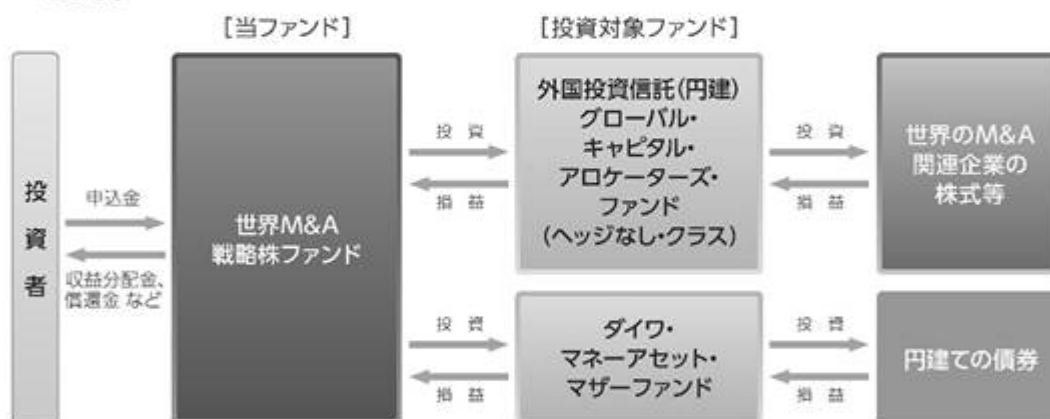 [当ファンド]
[投資対象ファンド]
投資者
申込金
収益分配金、
償還金 など
世界M&A
戦略株ファンド
投 資
損 益
外国投資信託(円建)
グローバル・
キャピタル・
アロケーターズ・
ファンド
(ヘッジなし・クラス)
投 資
損 益
世界のM&A
関連企業の
株式等
投 資
損 益
ダイワ・
マネーアセット・
マザーファンド
投 資
損 益
円建ての債券